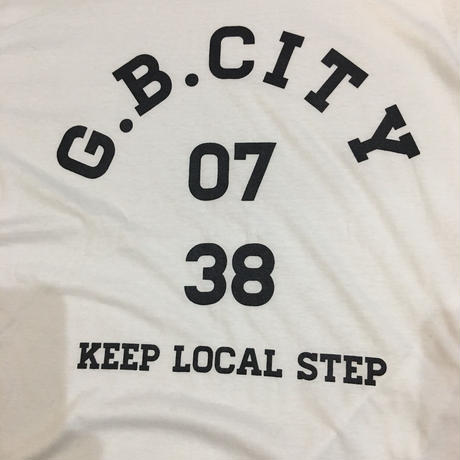 G.B.CITY
07
38
KEEP LOCAL STEP